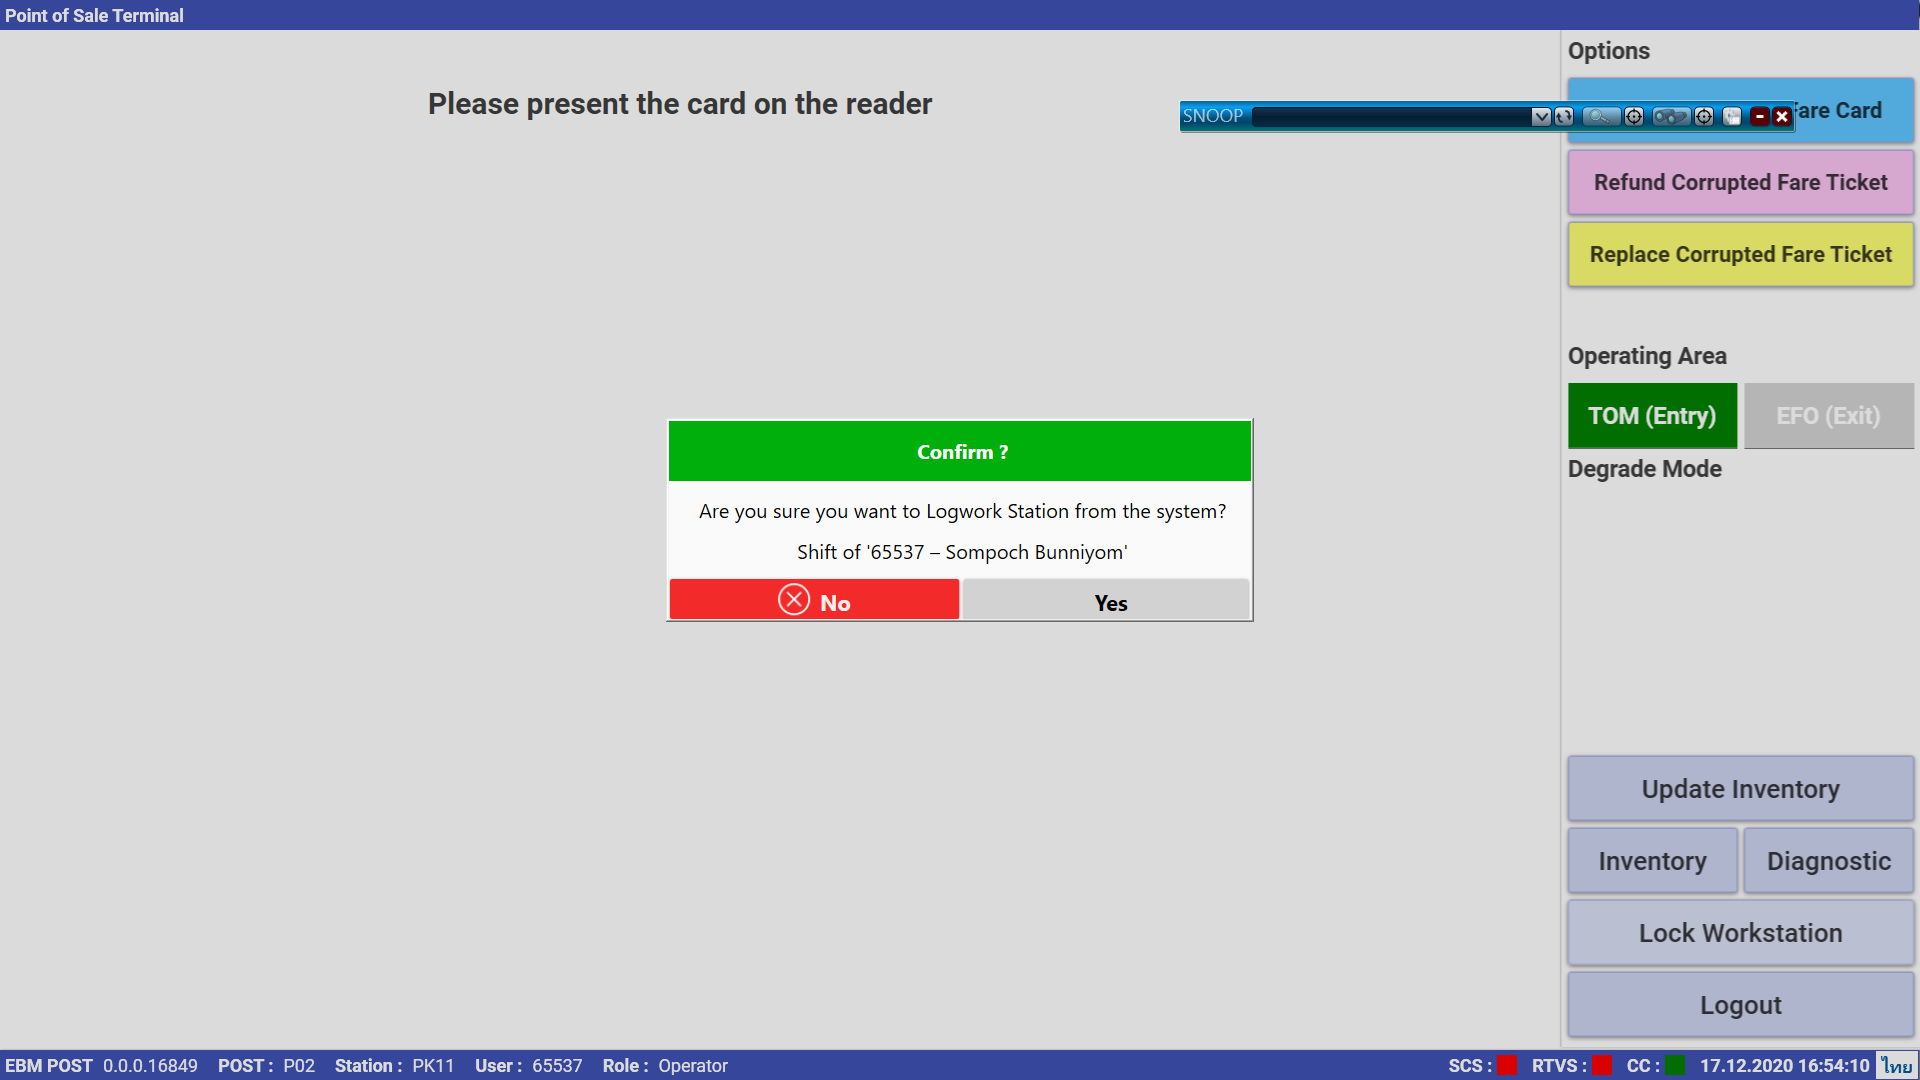 Point of Sale Terminal
Please present the card on the reader
SNOOP
Options
Fare Card
Refund Corrupted Fare Ticket
Replace Corrupted Fare Ticket
Operating Area
TOM (Entry)
EFO (Exit)
Degrade Mode
Confirm ?
Are you sure you want to Logwork Station from the system?
Shift of '65537 – Sompoch Bunniyom'
No
Yes
Update Inventory
Inventory
Diagnostic
Lock Workstation
Logout
EBM POST 0.0.0.16849 POST : P02 Station : PK11 User : 65537 Role : Operator SCS : RTVS : CC : 17.12.2020 16:54:10 ไทย